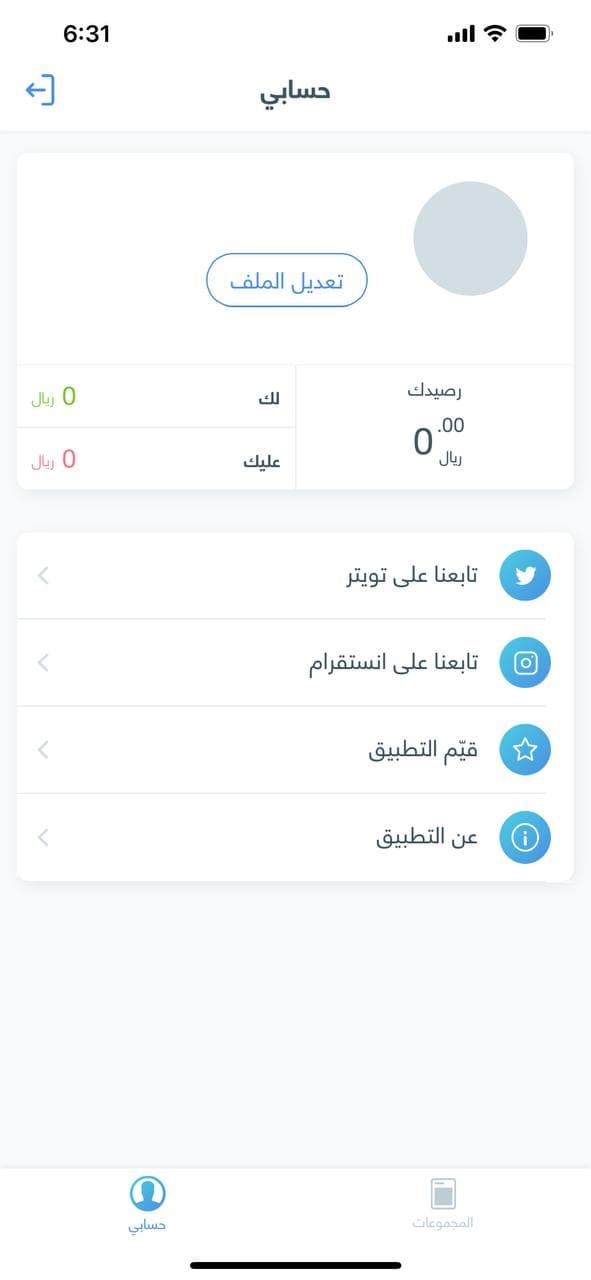 6:31
حسابي
تعديل الملف
رصيدك
0.00
ريال
لك
0 ريال
عليك
0 ريال
تابعنا على تويتر
تابعنا على انستقرام
قيّم التطبيق
عن التطبيق
المجموعات
حسابي